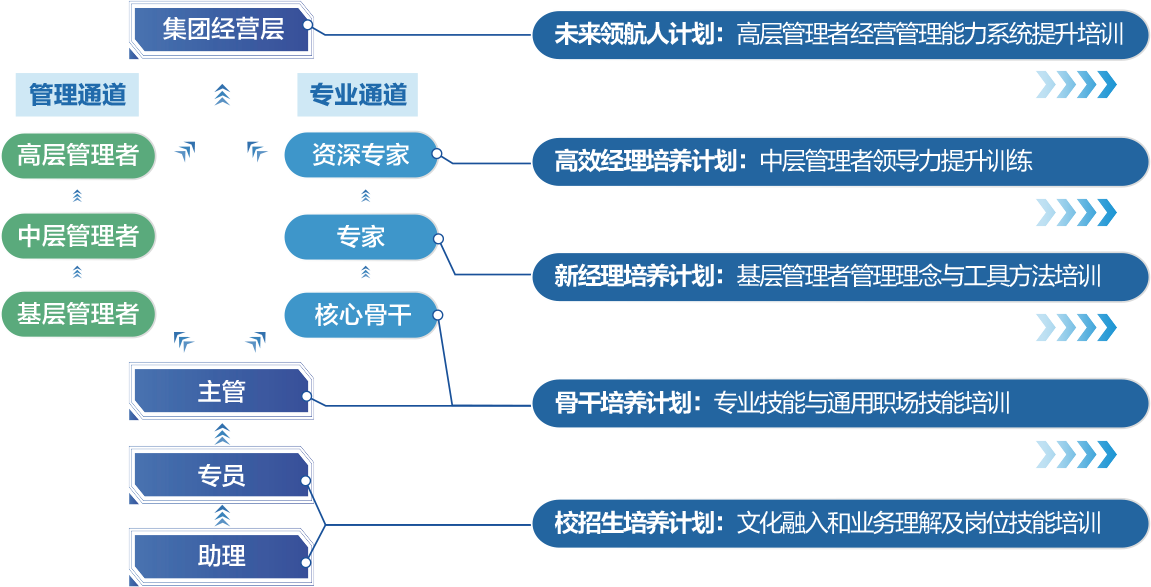 集团经营层
未来领航人计划：高层管理者经营管理能力系统提升培训
管理通道
专业通道
高层管理者
资深专家
高效经理培养计划：中层管理者领导力提升训练
中层管理者
专家
新经理培养计划：基层管理者管理理念与工具方法培训
基层管理者
核心骨干
主管
骨干培养计划：专业技能与通用职场技能培训
专员
校招生培养计划：文化融入和业务理解及岗位技能培训
助理